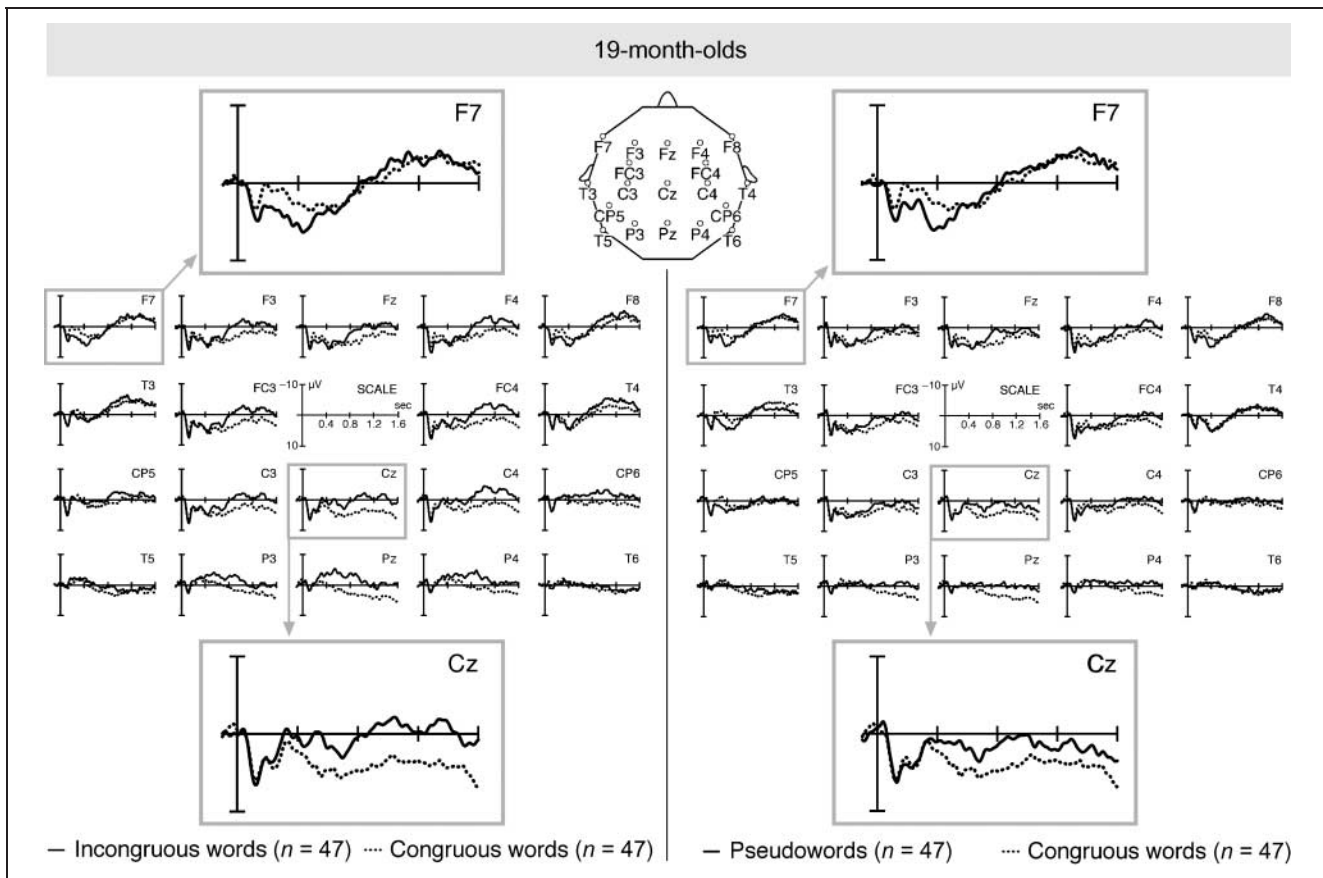 19-month-olds
F7
F7
F7 F3 Fz F4 F8
FC3 FC4
T3 C3 Cz C4 T4
CP5 CP6
T5 P3 Pz P4 T6
F7 F3 Fz F4 F8
F7 F3 Fz F4 F8
T3 FC3 −10 µV SCALE FC4 T4
sec
0.4 0.8 1.2 1.6
10
T3 FC3 −10 µV SCALE FC4 T4
sec
0.4 0.8 1.2 1.6
10
CP5 C3 Cz C4 CP6
CP5 C3 Cz C4 CP6
T5 P3 Pz P4 T6
T5 P3 Pz P4 T6
Cz
Cz
Incongruous words (n = 47) Congruous words (n = 47)
Pseudowords (n = 47) Congruous words (n = 47)